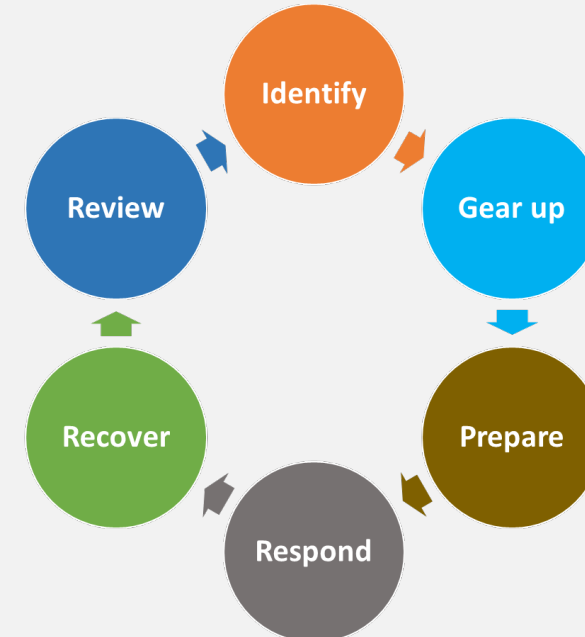 Identify
Gear up
Prepare
Respond
Recover
Review